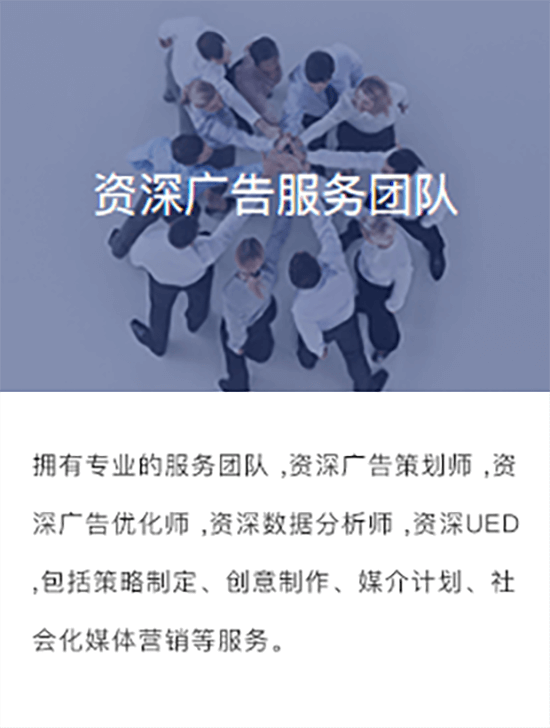 资深广告服务团队
拥有专业的服务团队 ,资深广告策划师 ,资
深广告优化师 ,资深数据分析师 ,资深UED
,包括策略制定、创意制作、媒介计划、社
会化媒体营销等服务。